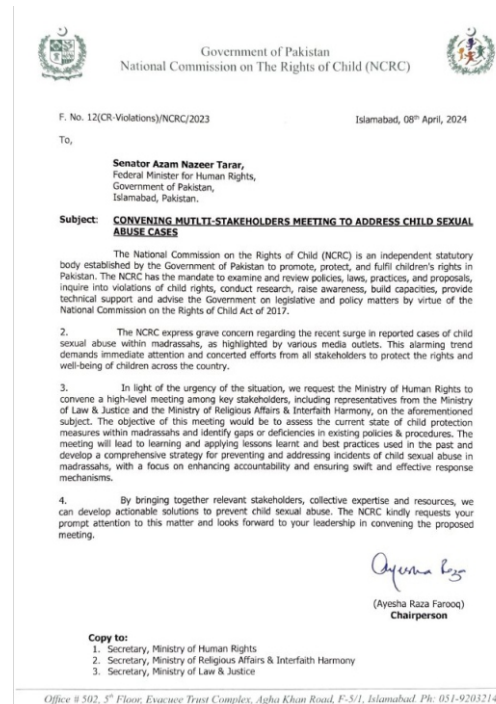 Government of Pakistan
National Commission on The Rights of Child (NCRC)
F. No. 12(CR-Violations)/NCRC/2023
Islamabad, 08th April, 2024
To,
Senator Azam Nazeer Tarar,
Federal Minister for Human Rights,
Government of Pakistan,
Islamabad, Pakistan.
Subject: CONVENING MUTLTI-STAKEHOLDERS MEETING TO ADDRESS CHILD SEXUAL
ABUSE CASES
The National Commission on the Rights of Child (NCRC) is an independent statutory
body established by the Government of Pakistan to promote, protect, and fulfil children's rights in
Pakistan. The NCRC has the mandate to examine and review policies, laws, practices, and proposals,
inquire into violations of child rights, conduct research, raise awareness, build capacities, provide
technical support and advise the Government on legislative and policy matters by virtue of the
National Commission on the Rights of Child Act of 2017.
2. The NCRC express grave concern regarding the recent surge in reported cases of child
sexual abuse within madrassahs, as highlighted by various media outlets. This alarming trend
demands immediate attention and concerted efforts from all stakeholders to protect the rights and
well-being of children across the country.
3. In light of the urgency of the situation, we request the Ministry of Human Rights to
convene a high-level meeting among key stakeholders, including representatives from the Ministry
of Law & Justice and the Ministry of Religious Affairs & Interfaith Harmony, on the aforementioned
subject. The objective of this meeting would be to assess the current state of child protection
measures within madrassahs and identify gaps or deficiencies in existing policies & procedures. The
meeting will lead to learning and applying lessons learnt and best practices used in the past and
develop a comprehensive strategy for preventing and addressing incidents of child sexual abuse in
madrassahs, with a focus on enhancing accountability and ensuring swift and effective response
mechanisms.
4. By bringing together relevant stakeholders, collective expertise and resources, we
can develop actionable solutions to prevent child sexual abuse. The NCRC kindly requests your
prompt attention to this matter and looks forward to your leadership in convening the proposed
meeting.
Ayesha Raza
(Ayesha Raza Farooq)
Chairperson
Copy to:
1. Secretary, Ministry of Human Rights
2. Secretary, Ministry of Religious Affairs & Interfaith Harmony
3. Secretary, Ministry of Law & Justice
Office # 502, 5th Floor, Evacuee Trust Complex, Agha Khan Road, F-5/1, Islamabad. Ph: 051-9203214